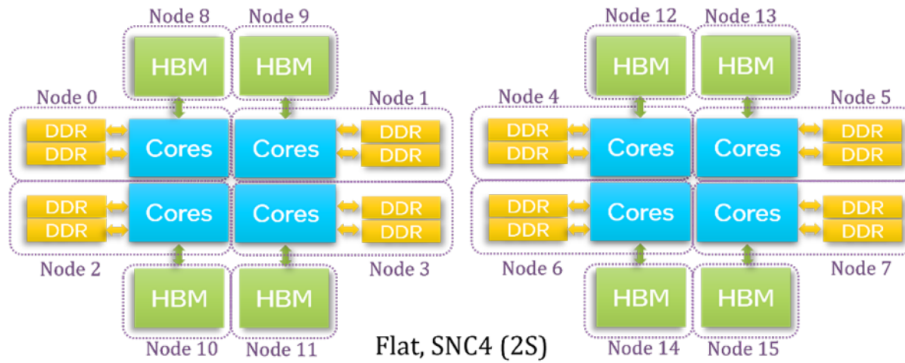 Node 8 Node 9 Node 12 Node 13
HBM HBM HBM HBM
Node 0 Node 1 Node 4 Node 5
DDR DDR DDR DDR
Cores Cores Cores Cores
DDR DDR DDR DDR
DDR DDR DDR DDR
Cores Cores Cores Cores
DDR DDR DDR DDR
Node 2 Node 3 Node 6 Node 7
HBM HBM HBM HBM
Node 10 Node 11 Node 14 Node 15
Flat, SNC4 (2S)